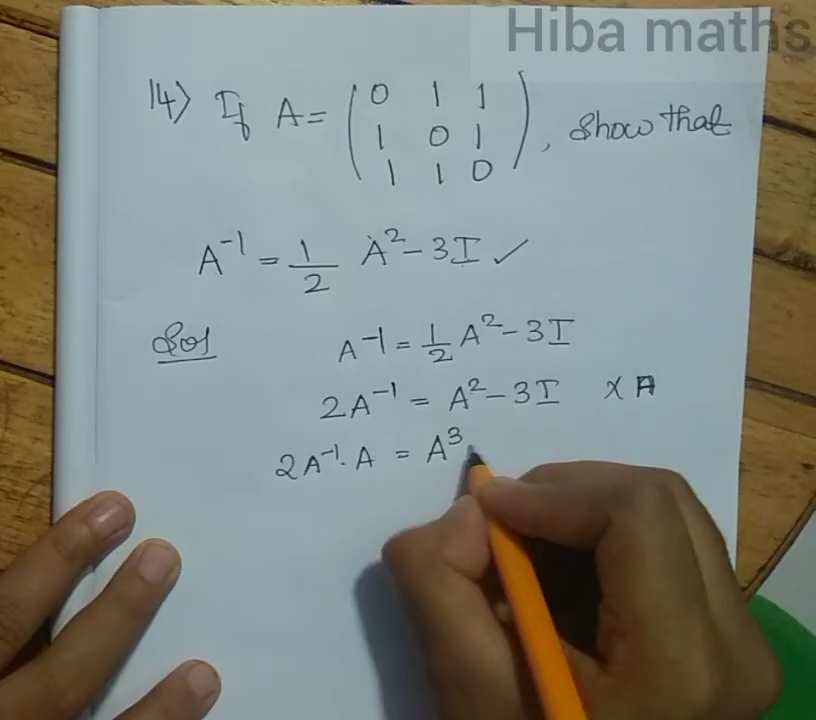 Hiba maths
14) If A = ( 0 1 1
1 0 1
1 1 0 ), show that
A⁻¹ = 1/2 A² - 3I ✓
Sol A⁻¹ = 1/2 A² - 3I
2A⁻¹ = A² - 3I × A
2A⁻¹. A = A³